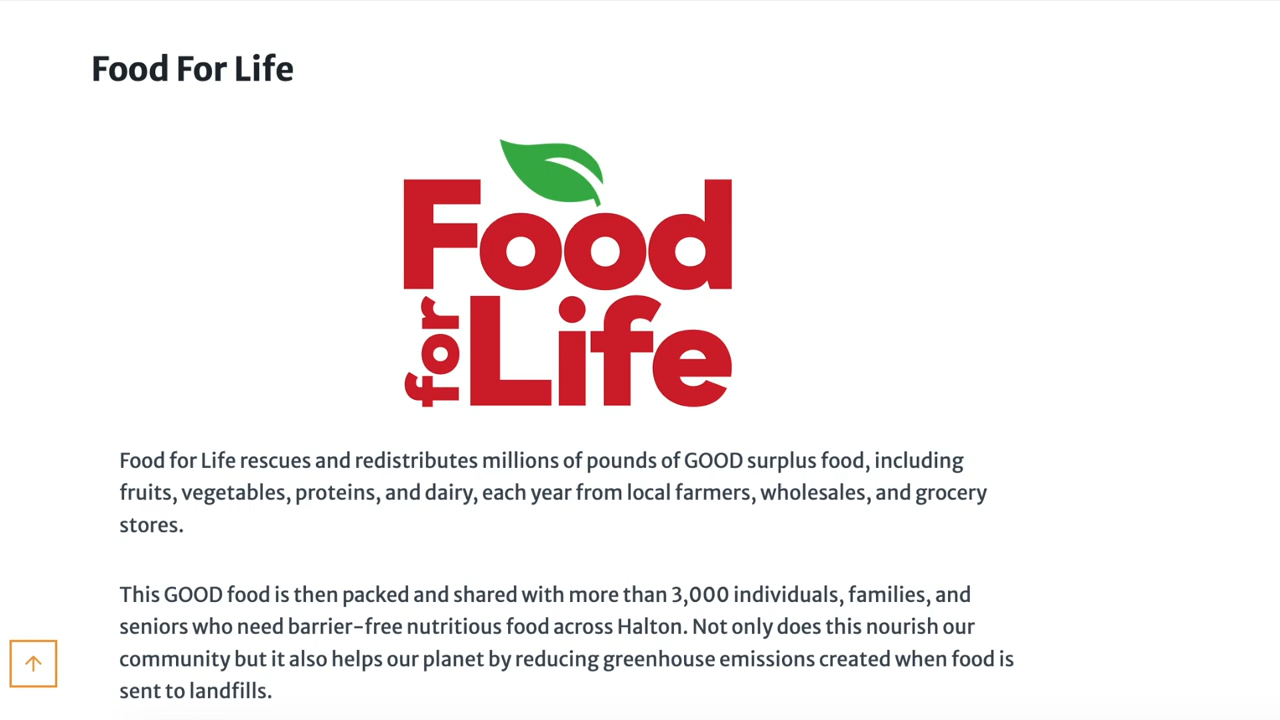 Food For Life
Food
for Life
Food for Life rescues and redistributes millions of pounds of GOOD surplus food, including
fruits, vegetables, proteins, and dairy, each year from local farmers, wholesales, and grocery
stores.
This GOOD food is then packed and shared with more than 3,000 individuals, families, and
seniors who need barrier-free nutritious food across Halton. Not only does this nourish our
community but it also helps our planet by reducing greenhouse emissions created when food is
sent to landfills.